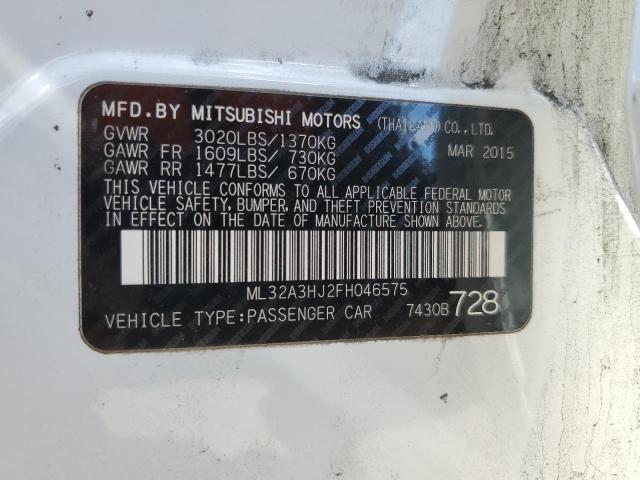 MFD.BY MITSUBISHI MOTORS (THAILAND) CO., LTD.
GVWR 3020LBS/1370KG MAR 2015
GAWR FR 1609LBS/ 730KG
GAWR RR 1477LBS/ 670KG
THIS VEHICLE CONFORMS TO ALL APPLICABLE FEDERAL MOTOR
VEHICLE SAFETY, BUMPER, AND THEFT PREVENTION STANDARDS
IN EFFECT ON THE DATE OF MANUFACTURE SHOWN ABOVE.
ML32A3HJ2FH046575
VEHICLE TYPE:PASSENGER CAR 7430B 728